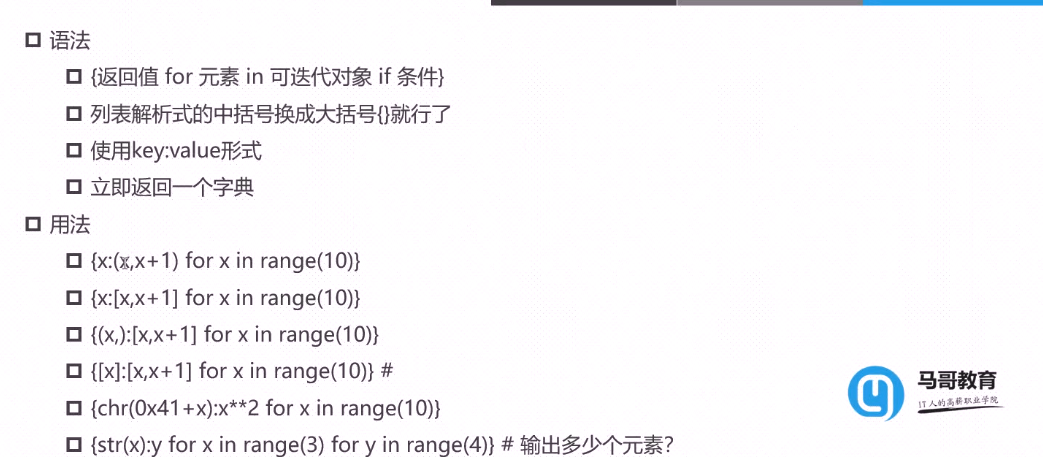 语法
{返回值 for 元素 in 可迭代对象 if 条件}
列表解析式的中括号换成大括号{}就行了
使用key:value形式
立即返回一个字典
用法
{x:(x,x+1) for x in range(10)}
{x:[x,x+1] for x in range(10)}
{(x,):[x,x+1] for x in range(10)}
{[x]:[x,x+1] for x in range(10)} #
{chr(0x41+x):x**2 for x in range(10)}
{str(x):y for x in range(3) for y in range(4)} # 输出多少个元素?
马哥教育
IT人的高薪职业学院